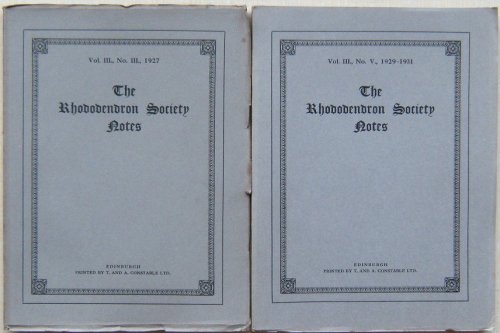 Vol. III., No. III., 1927
The
Rhododendron Society
Notes
EDINBURGH
PRINTED BY T. AND A. CONSTABLE LTD.
Vol. III., No. V., 1929-1931
The
Rhododendron Society
Notes
EDINBURGH
PRINTED BY T. AND A. CONSTABLE LTD.